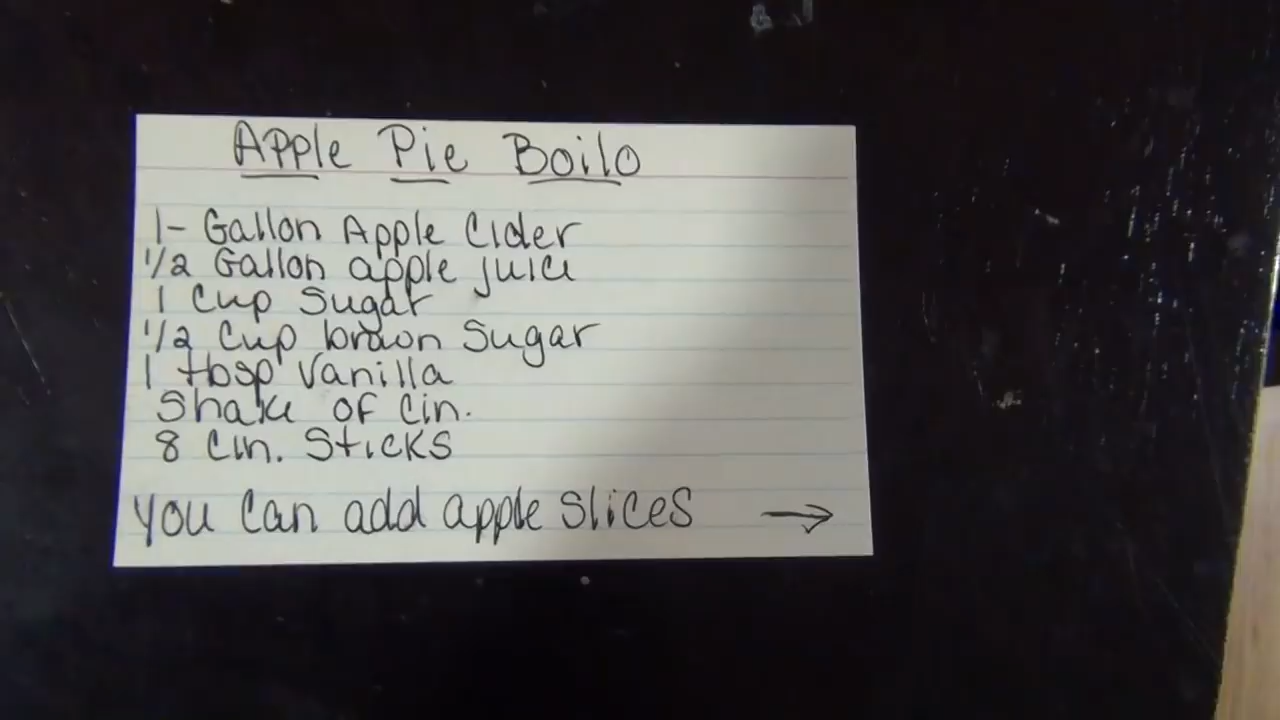 Apple Pie Boilo
1- Gallon Apple Cider
1/2 Gallon apple juice
1 Cup Sugar
1/2 Cup brown Sugar
1 tbsp Vanilla
Shake of Cin.
8 Cin. Sticks
You can add apple slices →